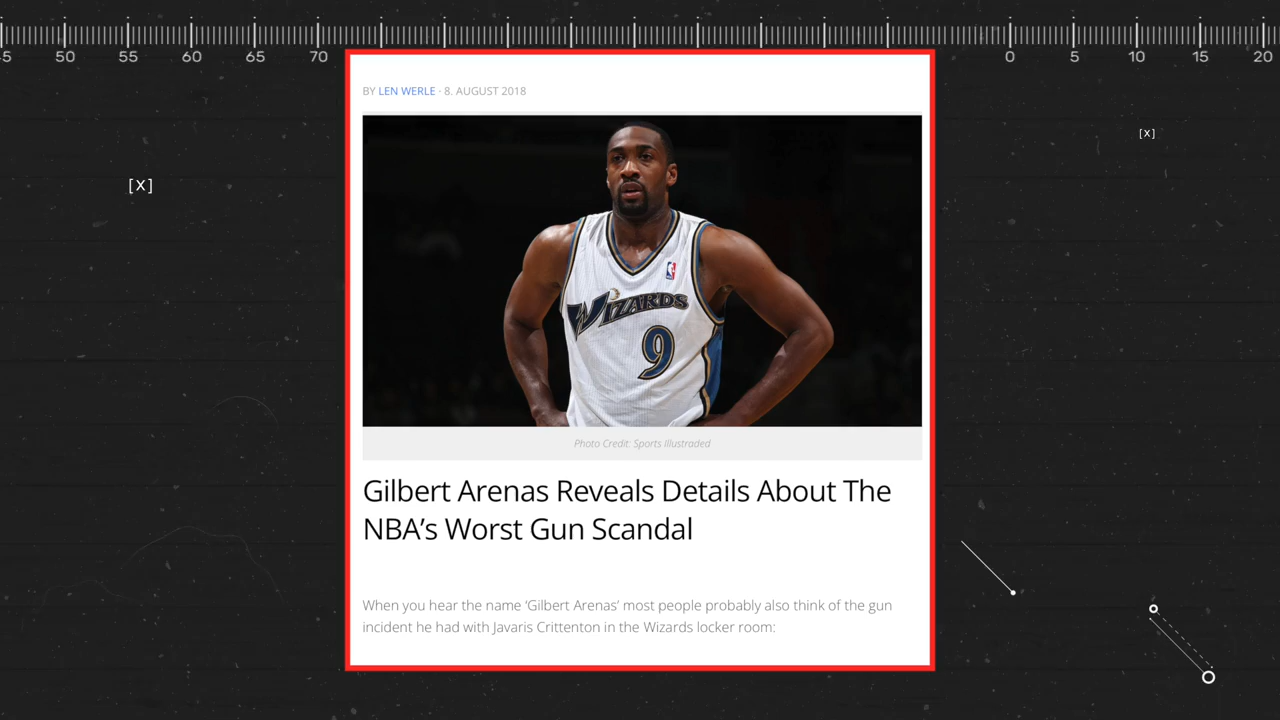 5 50 55 60 65 70 0 5 10 15 20
BY LEN WERLE · 8. AUGUST 2018
[X]
[X]
WIZARDS
9
Photo Credit: Sports Illustraded
Gilbert Arenas Reveals Details About The
NBA’s Worst Gun Scandal
When you hear the name ‘Gilbert Arenas’ most people probably also think of the gun
incident he had with Javaris Crittenton in the Wizards locker room: